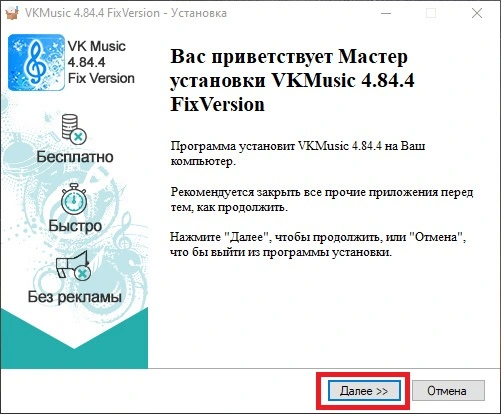 VKMusic 4.84.4 FixVersion - Установка
VK Music
4.84.4
Fix Version
Бесплатно
Быстро
Без рекламы
Вас приветствует Мастер
установки VKMusic 4.84.4
FixVersion
Программа установит VKMusic 4.84.4 на Ваш
компьютер.
Рекомендуется закрыть все прочие приложения перед
тем, как продолжить.
Нажмите "Далее", чтобы продолжить, или "Отмена",
что бы выйти из программы установки.
Далее >>
Отмена